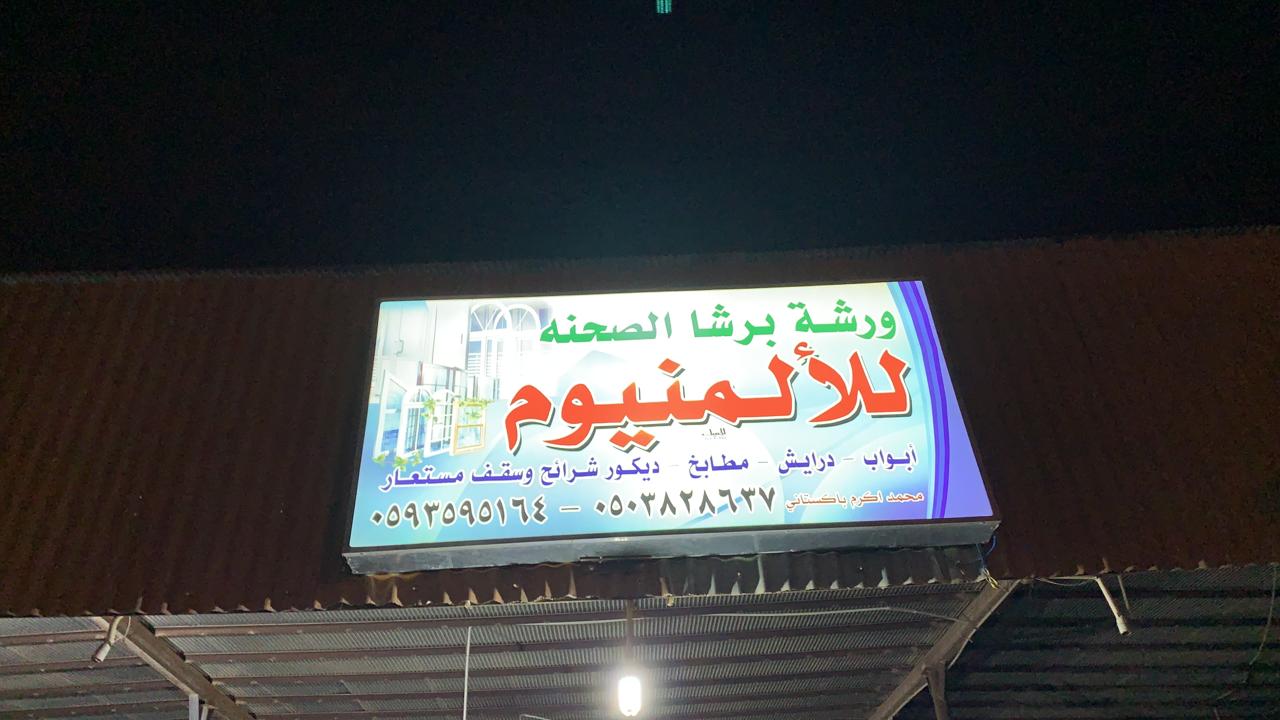 ورشة برشا الصحنه
للألمنيوم
أبواب - درايش - مطابخ - ديكور شرائح وسقف مستعار
محمد اكرم باكستاني ٠٥٠٣٨٢٨٦٣٧ - ٠٥٩٣٥٩٥١٦٤